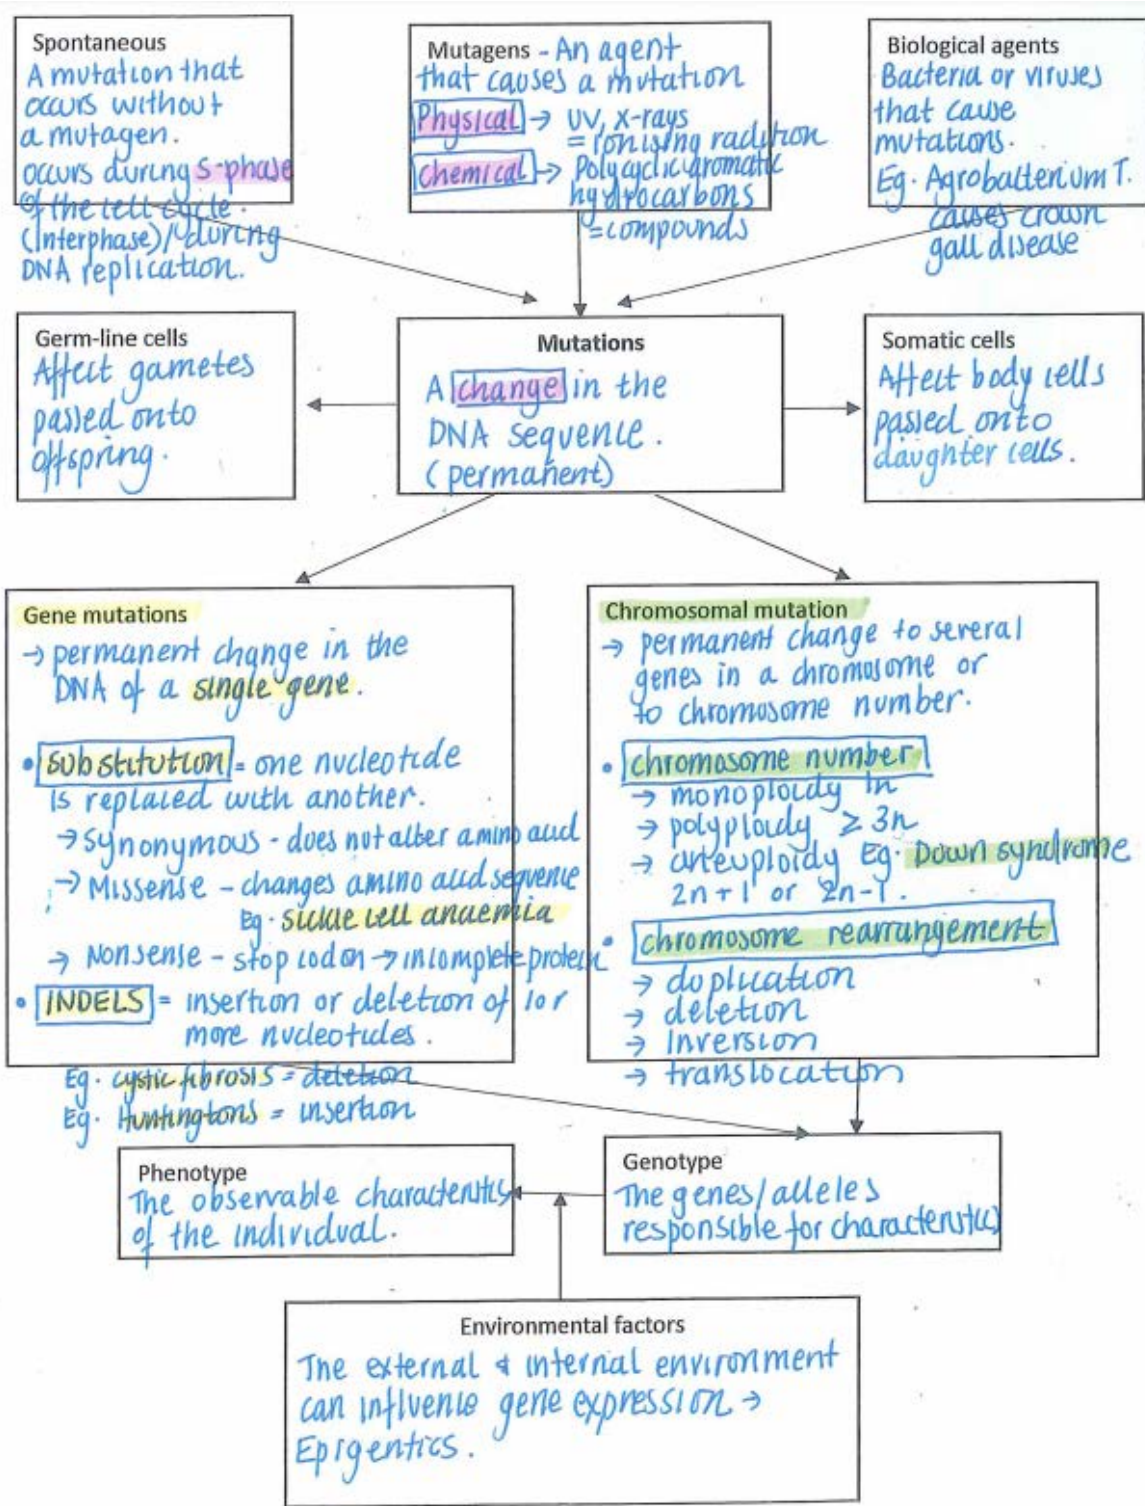 Spontaneous
A mutation that
occurs without
a mutagen.
occurs during S-phase
of the cell cycle.
(interphase)/during
DNA replication.
Mutagens - An agent
that causes a mutation
Physical → UV, x-rays
= ionising radition
chemical → Polycyclic aromatic
hydrocarbons
= compounds
Biological agents
Bacteria or viruses
that cause
mutations.
Eg. Agrobacterium T.
causes crown
gall disease
Germ-line cells
Affect gametes
passed onto
offspring.
Mutations
A change in the
DNA sequence.
(permanent)
Somatic cells
Affect body cells
passed onto
daughter cells.
Gene mutations
→ permanent change in the
DNA of a single gene.
• substitution = one nucleotide
is replaced with another.
→ synonymous - does not alter amino acid
→ Missense - changes amino acid sequence
Eg. sickle cell anaemia
→ Nonsense - stop codon → incomplete protein
• INDELS = insertion or deletion of 1 or
more nucleotides.
Eg. cystic fibrosis = deletion
Eg. Huntingtons = insertion
Chromosomal mutation
→ permanent change to several
genes in a chromosome or
to chromosome number.
• chromosome number
→ monoploidy 1n
→ polyploidy ≥ 3n
→ aneuploidy Eg. Down syndrome
2n+1 or 2n-1.
• chromosome rearrangement
→ duplication
→ deletion
→ inversion
→ translocation
Phenotype
The observable characteristics
of the individual.
Genotype
The genes/alleles
responsible for characteristics
Environmental factors
The external & internal environment
can influence gene expression →
Epigentics.